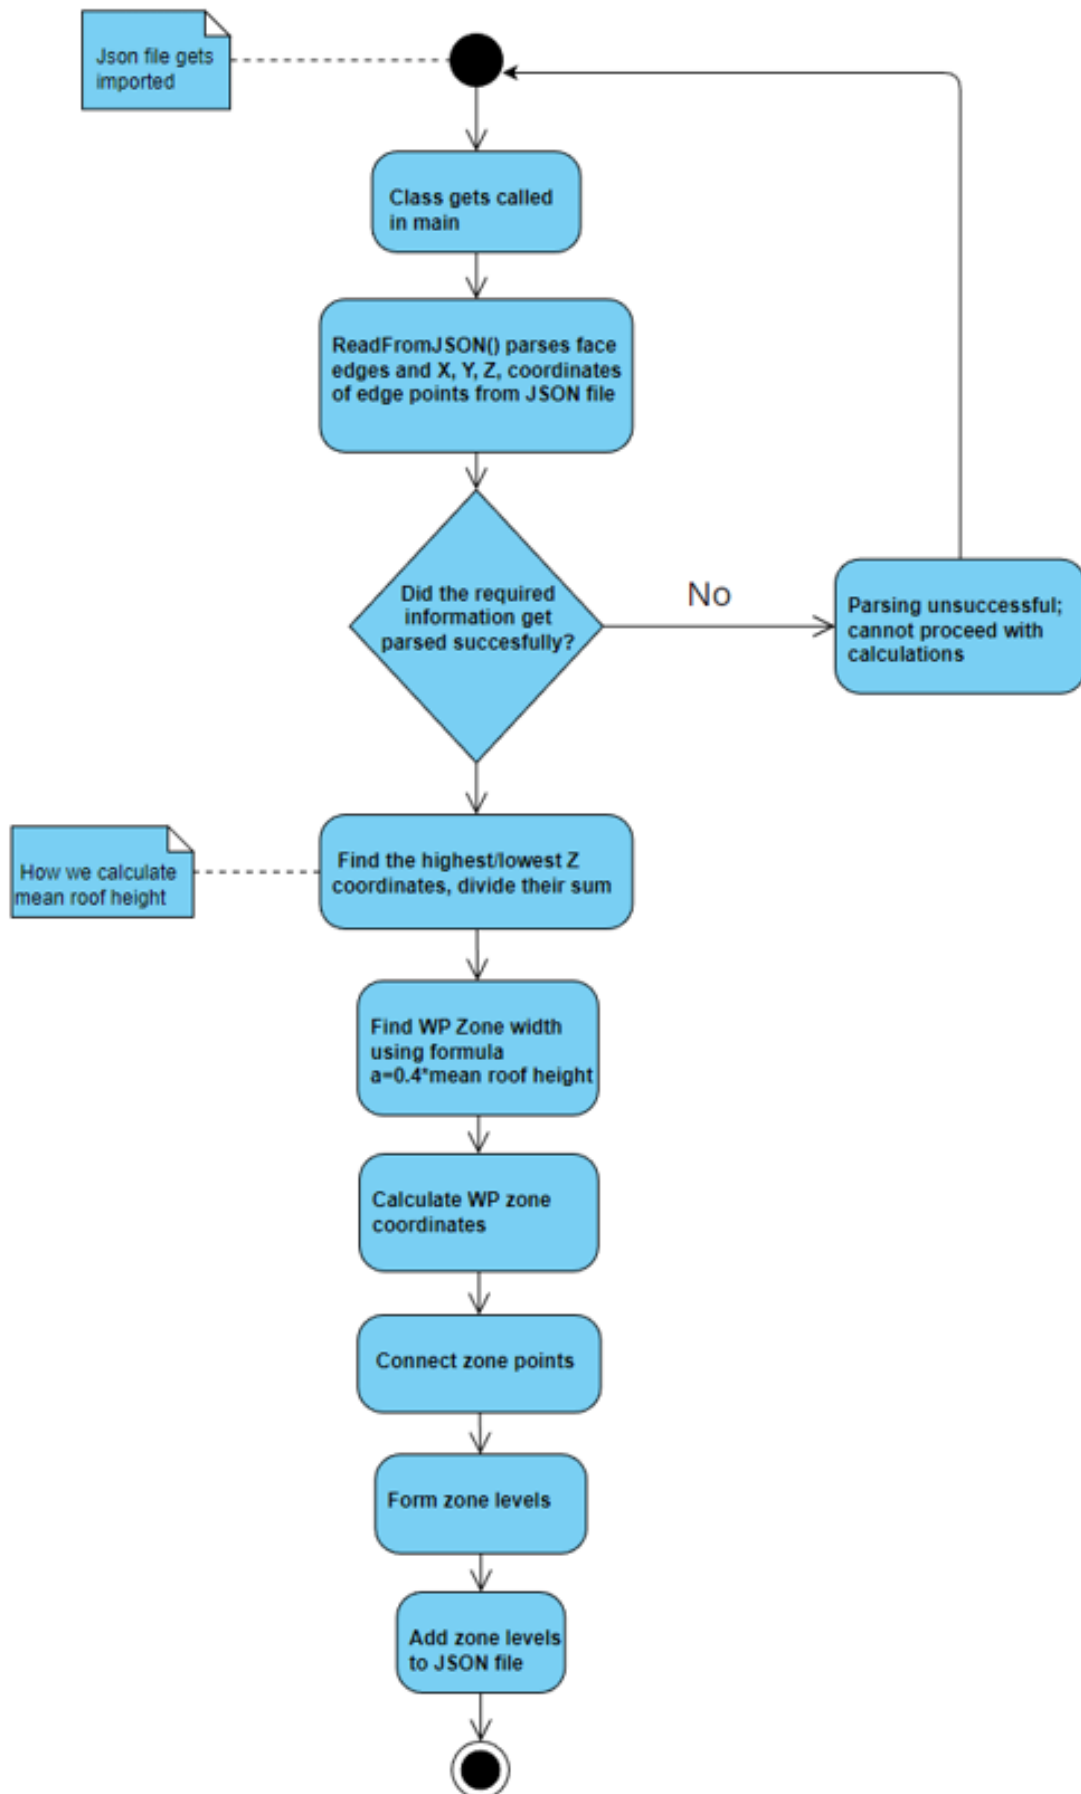 Json file gets
imported
Class gets called
in main
ReadFromJSON() parses face
edges and X, Y, Z, coordinates
of edge points from JSON file
Did the required
information get
parsed succesfully?
No
Parsing unsuccessful;
cannot proceed with
calculations
How we calculate
mean roof height
Find the highest/lowest Z
coordinates, divide their sum
Find WP Zone width
using formula
a=0.4*mean roof height
Calculate WP zone
coordinates
Connect zone points
Form zone levels
Add zone levels
to JSON file